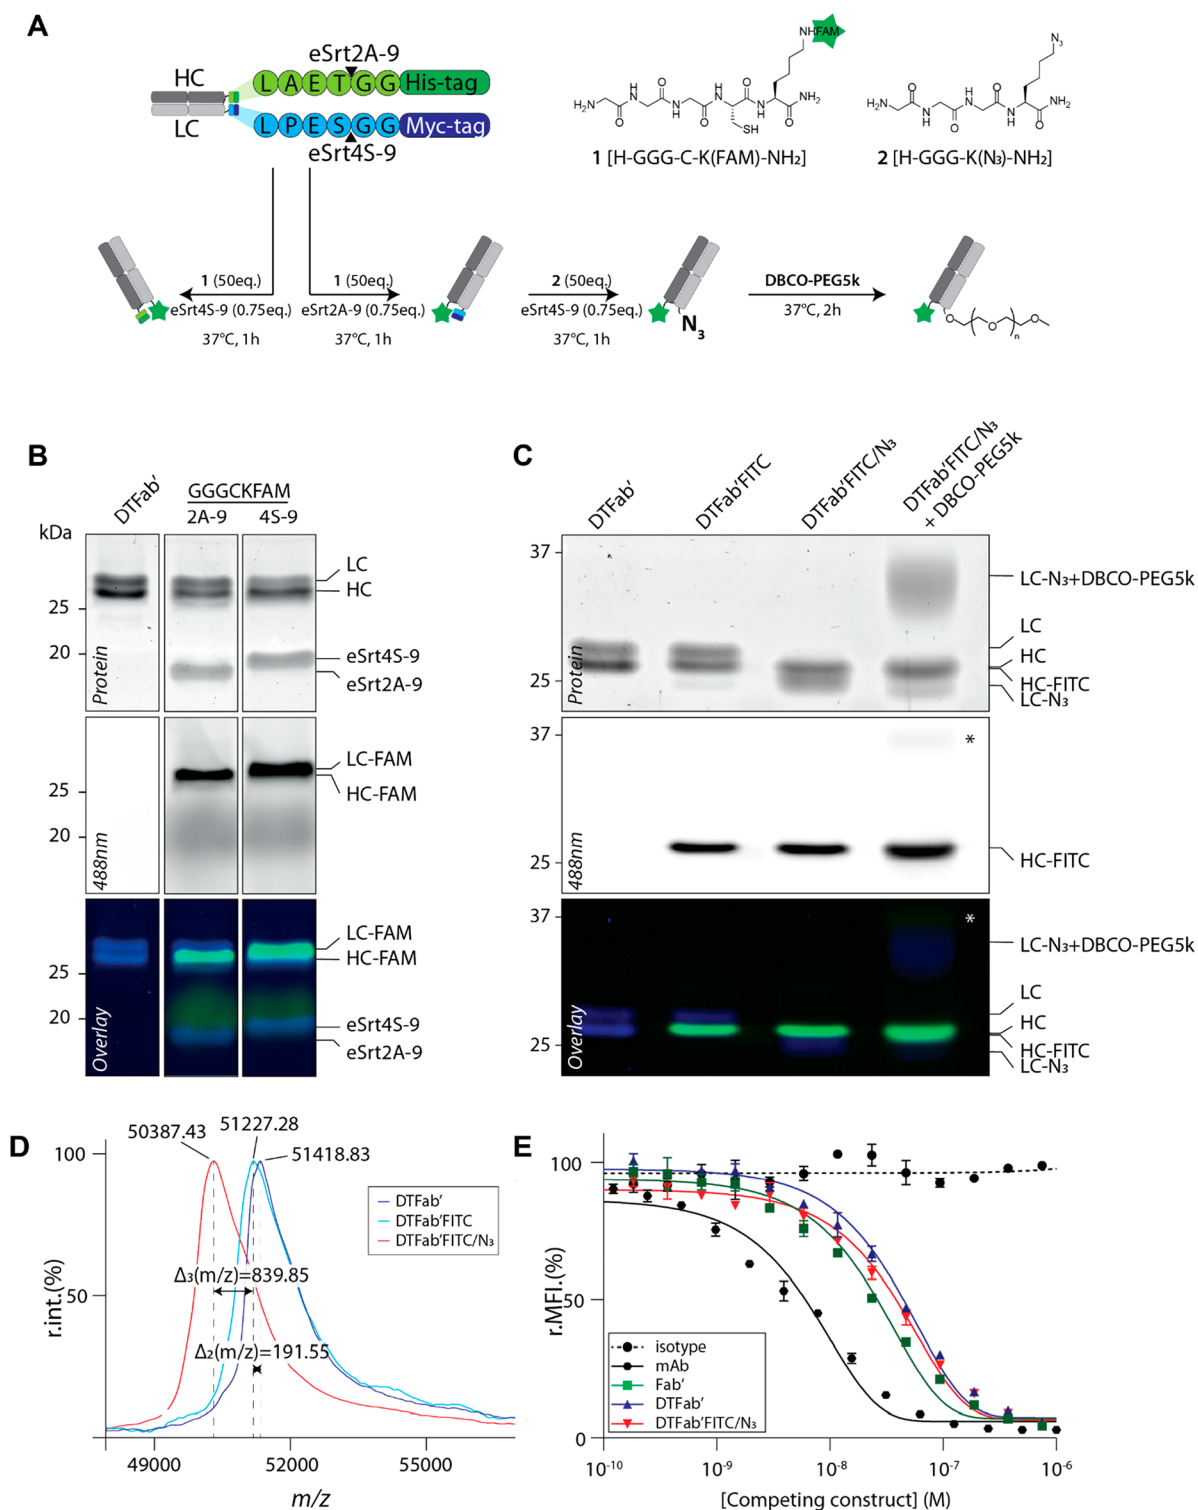 A
eSrt2A-9
HC
LC
L A E T G G His-tag
L P E S G G Myc-tag
eSrt4S-9
NH FAM
H₂N
O
H
N
O
N
H
O
H
N
SH
O
N
H
NH₂
O
1 [H-GGG-C-K(FAM)-NH₂]
N₃
H₂N
O
H
N
O
N
H
O
H
N
NH₂
O
2 [H-GGG-K(N₃)-NH₂]
1 (50eq.)
eSrt4S-9 (0.75eq.)
37°C, 1h
1 (50eq.)
eSrt2A-9 (0.75eq.)
37°C, 1h
2 (50eq.)
eSrt4S-9 (0.75eq.)
37°C, 1h
N₃
DBCO-PEG5k
37°C, 2h
O
O
n
O
B
DTFab'
GGGCKFAM
2A-9 4S-9
kDa
25
20
Protein
LC
HC
eSrt4S-9
eSrt2A-9
25
20
488nm
LC-FAM
HC-FAM
25
20
Overlay
LC-FAM
HC-FAM
eSrt4S-9
eSrt2A-9
C
DTFab'
DTFab'FITC
DTFab'FITC/N₃
DTFab'FITC/N₃
+ DBCO-PEG5k
37
25
Protein
LC-N₃+DBCO-PEG5k
LC
HC
HC-FITC
LC-N₃
37
25
488nm
*
HC-FITC
37
25
Overlay
*
LC-N₃+DBCO-PEG5k
LC
HC
HC-FITC
LC-N₃
D
50387.43
51227.28
51418.83
100
50
r.int.(%)
DTFab'
DTFab'FITC
DTFab'FITC/N₃
Δ₃(m/z)=839.85
Δ₂(m/z)=191.55
49000 52000 55000
m/z
E
100
50
0
r.MFI.(%)
isotype
mAb
Fab'
DTFab'
DTFab'FITC/N₃
10⁻¹⁰ 10⁻⁹ 10⁻⁸ 10⁻⁷ 10⁻⁶
[Competing construct] (M)